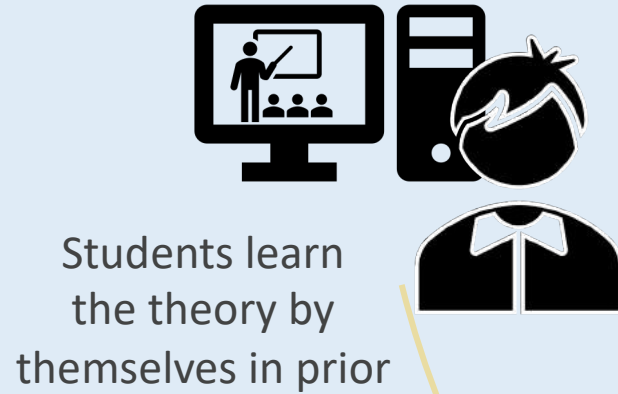 Students learn
the theory by
themselves in prior